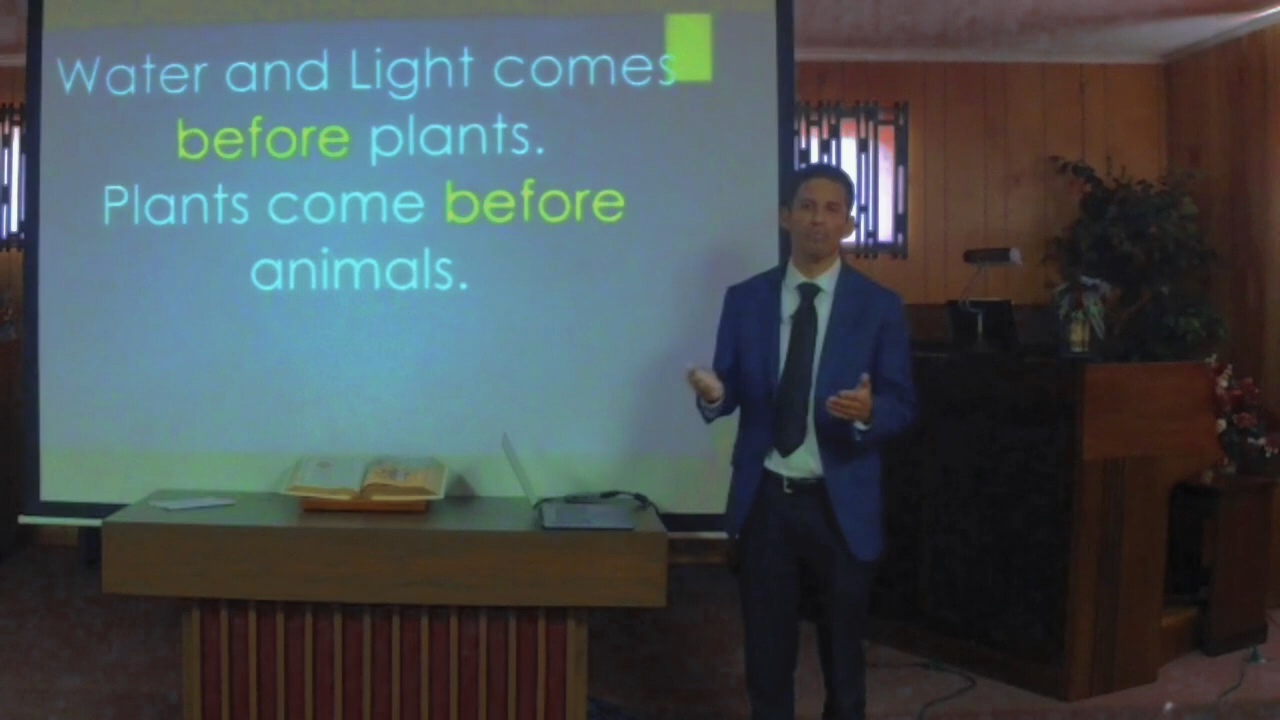 Water and Light comes
before plants.
Plants come before
animals.